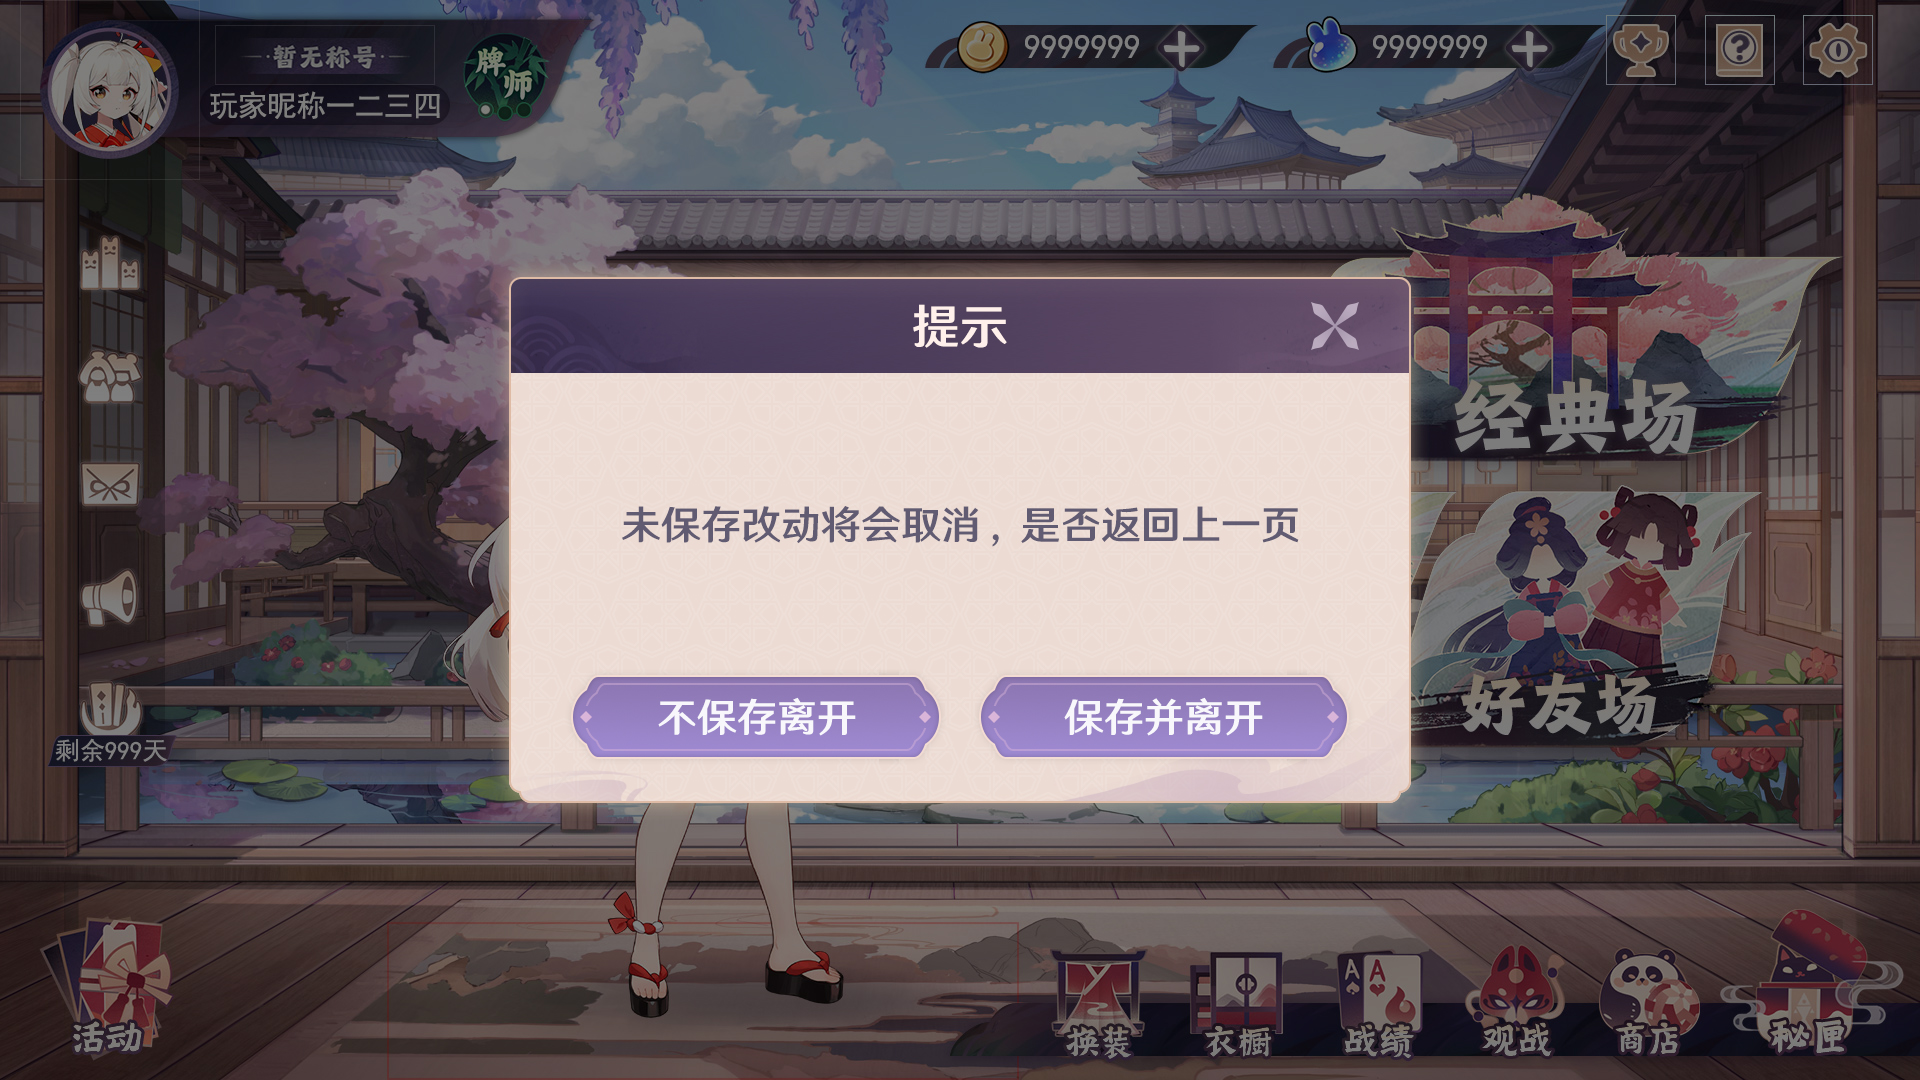 暂无称号
玩家昵称一二三四
牌师
9999999
9999999
提示
未保存改动将会取消，是否返回上一页
不保存离开
保存并离开
经典场
好友场
剩余999天
活动
换装
衣橱
A
A
战绩
观战
商店
秘匣